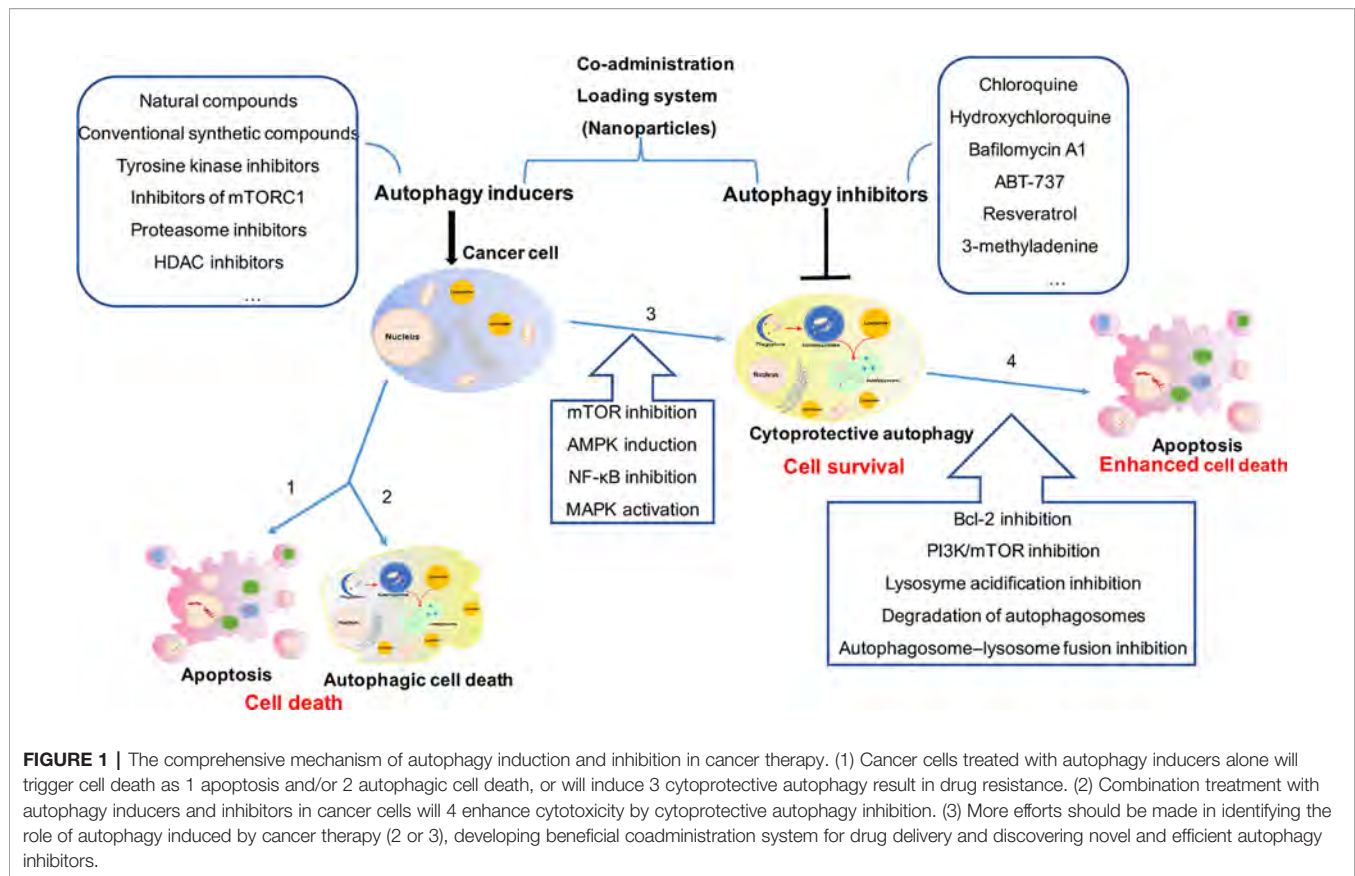 Co-administration
Loading system
(Nanoparticles)
Natural compounds
Conventional synthetic compounds
Tyrosine kinase inhibitors
Inhibitors of mTORC1
Proteasome inhibitors
HDAC inhibitors
...
Chloroquine
Hydroxychloroquine
Bafilomycin A1
ABT-737
Resveratrol
3-methyladenine
...
Autophagy inducers
Autophagy inhibitors
Cancer cell
Nucleus
3
4
1
2
mTOR inhibition
AMPK induction
NF-κB inhibition
MAPK activation
Nucleus
Cytoprotective autophagy
Cell survival
Apoptosis
Enhanced cell death
Bcl-2 inhibition
PI3K/mTOR inhibition
Lysosyme acidification inhibition
Degradation of autophagosomes
Autophagosome–lysosome fusion inhibition
Apoptosis
Autophagic cell death
Cell death
FIGURE 1 | The comprehensive mechanism of autophagy induction and inhibition in cancer therapy. (1) Cancer cells treated with autophagy inducers alone will
trigger cell death as 1 apoptosis and/or 2 autophagic cell death, or will induce 3 cytoprotective autophagy result in drug resistance. (2) Combination treatment with
autophagy inducers and inhibitors in cancer cells will 4 enhance cytotoxicity by cytoprotective autophagy inhibition. (3) More efforts should be made in identifying the
role of autophagy induced by cancer therapy (2 or 3), developing beneficial coadministration system for drug delivery and discovering novel and efficient autophagy
inhibitors.